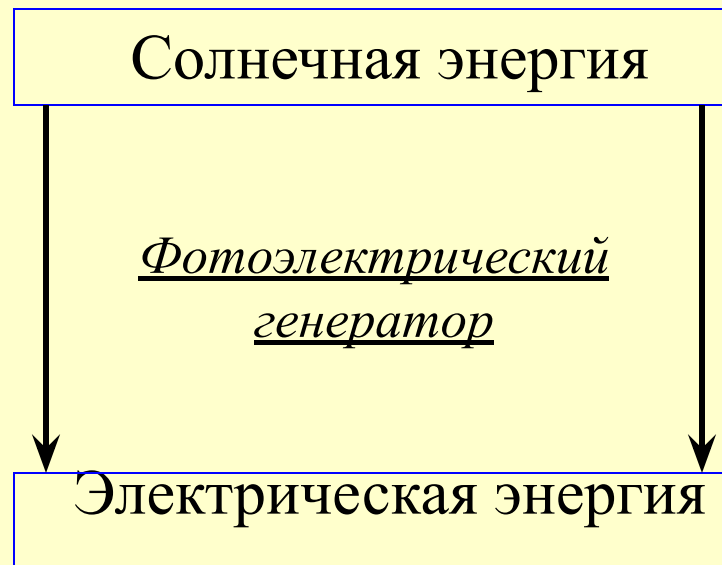 Солнечная энергия
Фотоэлектрический
генератор
Электрическая энергия